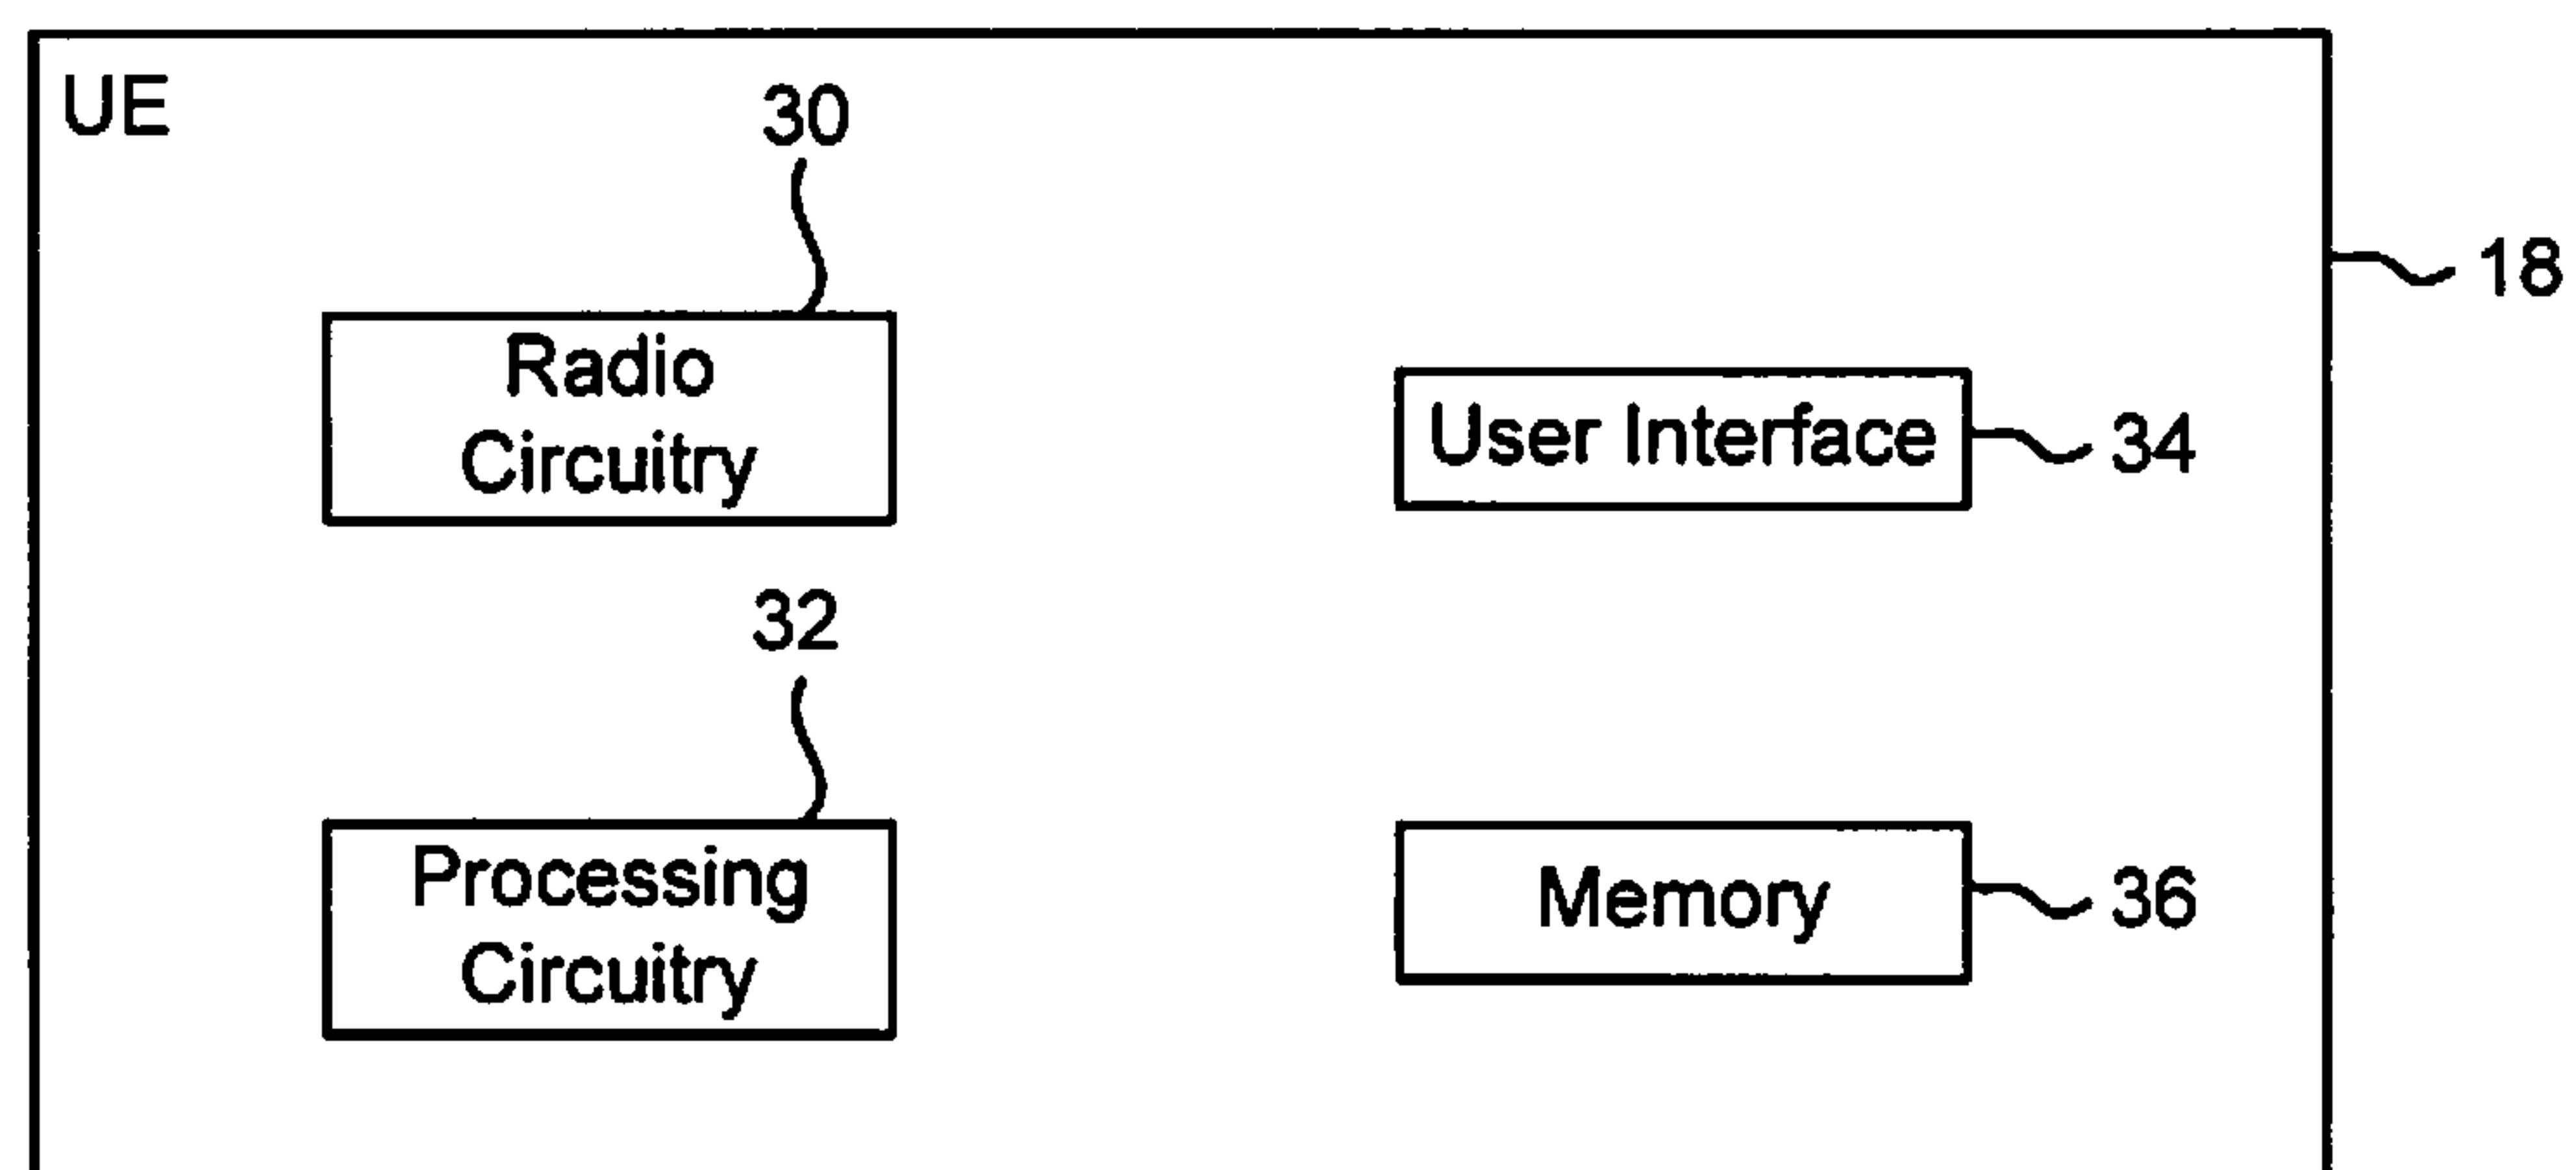 UE
30
18
Radio
Circuitry
User Interface
34
32
Processing
Circuitry
Memory
36